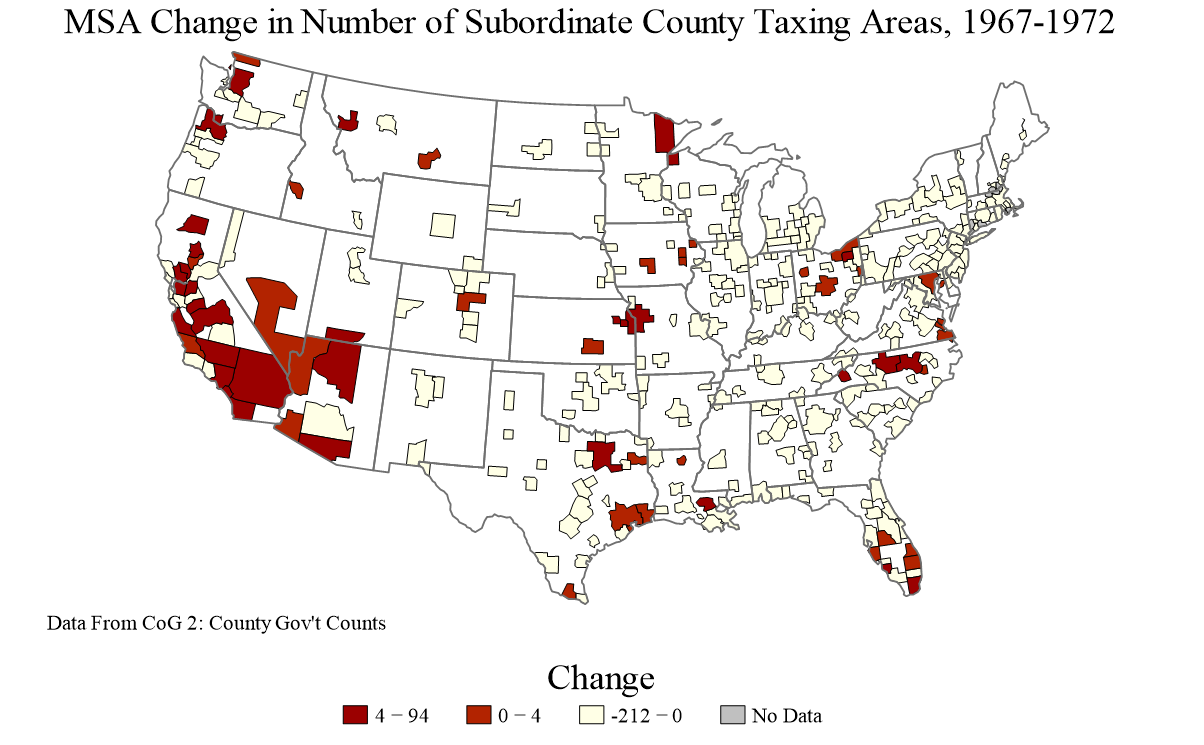 MSA Change in Number of Subordinate County Taxing Areas, 1967-1972
Data From CoG 2: County Gov't Counts
Change
4 − 94
0 − 4
-212 − 0
No Data